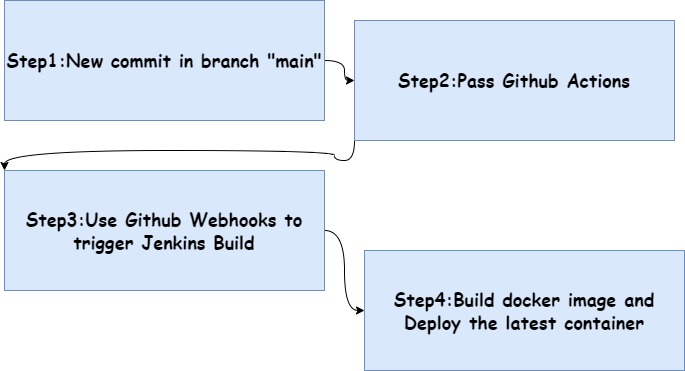 Step1:New commit in branch "main"
Step2:Pass Github Actions
Step3:Use Github Webhooks to
trigger Jenkins Build
Step4:Build docker image and
Deploy the latest container